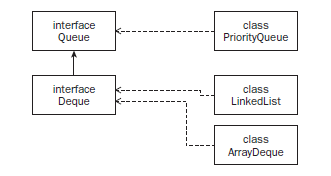 interface
Queue
class
PriorityQueue
interface
Deque
class
LinkedList
class
ArrayDeque